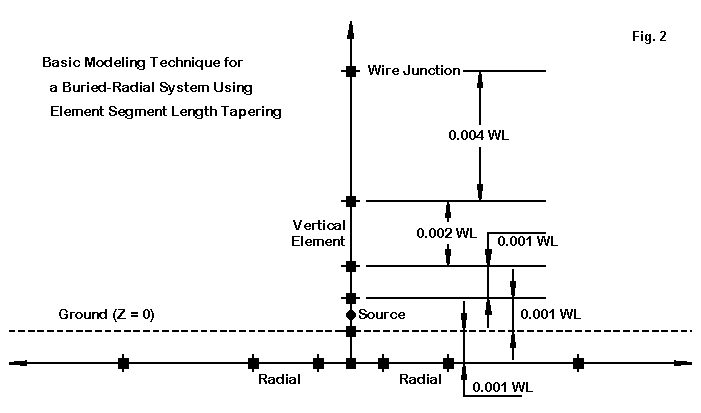 Fig. 2
Basic Modeling Technique for
a Buried-Radial System Using
Element Segment Length Tapering
Wire Junction
0.004 WL
Vertical
Element
0.002 WL
0.001 WL
Ground (Z = 0)
Source
0.001 WL
Radial
Radial
0.001 WL